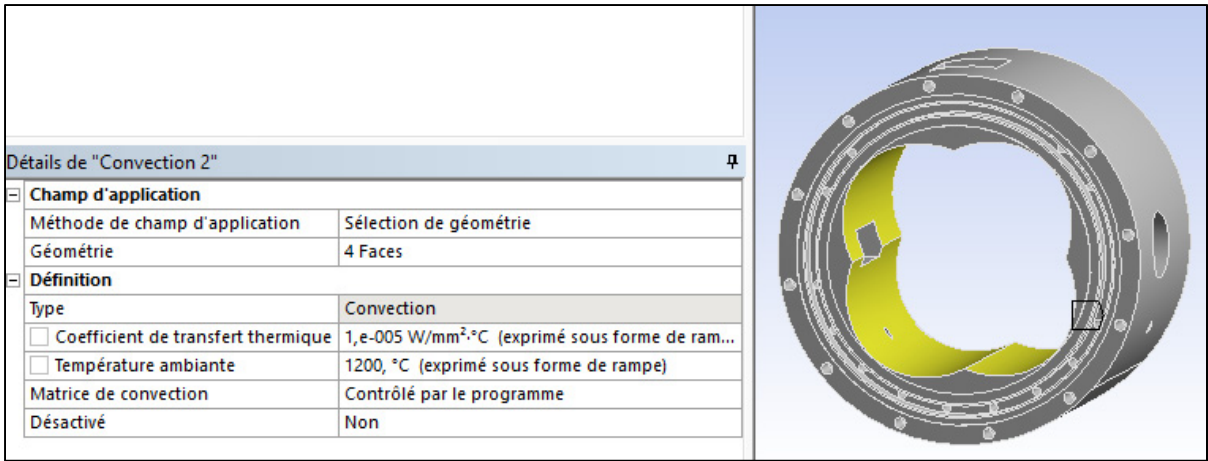 Détails de "Convection 2"
Champ d'application
Méthode de champ d'application Sélection de géométrie
Géométrie 4 Faces
Définition
Type Convection
Coefficient de transfert thermique 1,e-005 W/mm²·°C (exprimé sous forme de ram...
Température ambiante 1200, °C (exprimé sous forme de rampe)
Matrice de convection Contrôlé par le programme
Désactivé Non